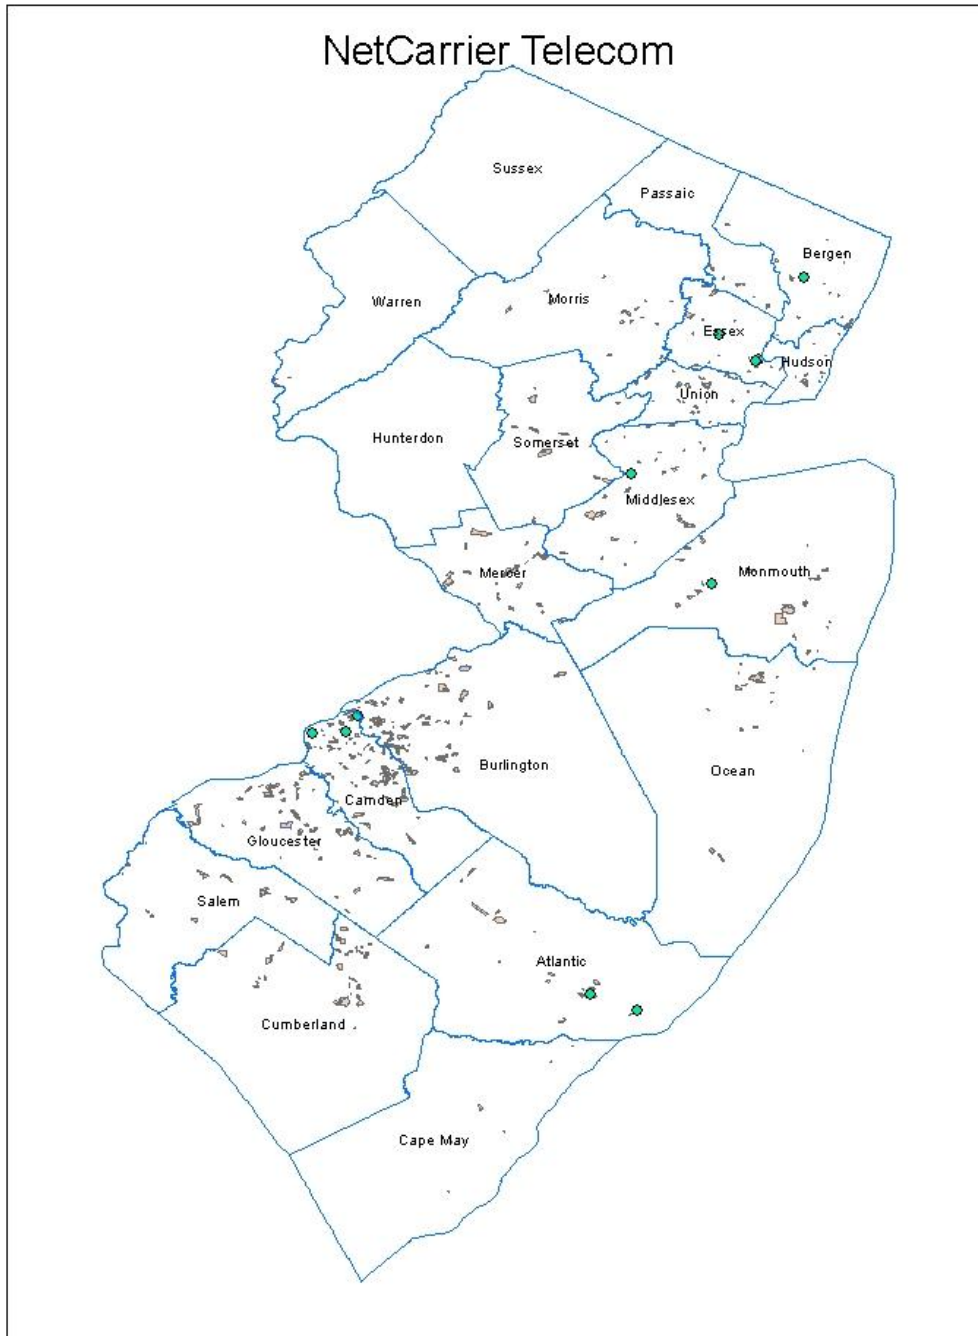 NetCarrier Telecom
Sussex
Passaic
Bergen
Warren
Morris
Essex
Hudson
Union
Hunterdon
Somerset
Middlesex
Mercer
Monmouth
Burlington
Ocean
Camden
Gloucester
Salem
Atlantic
Cumberland
Cape May